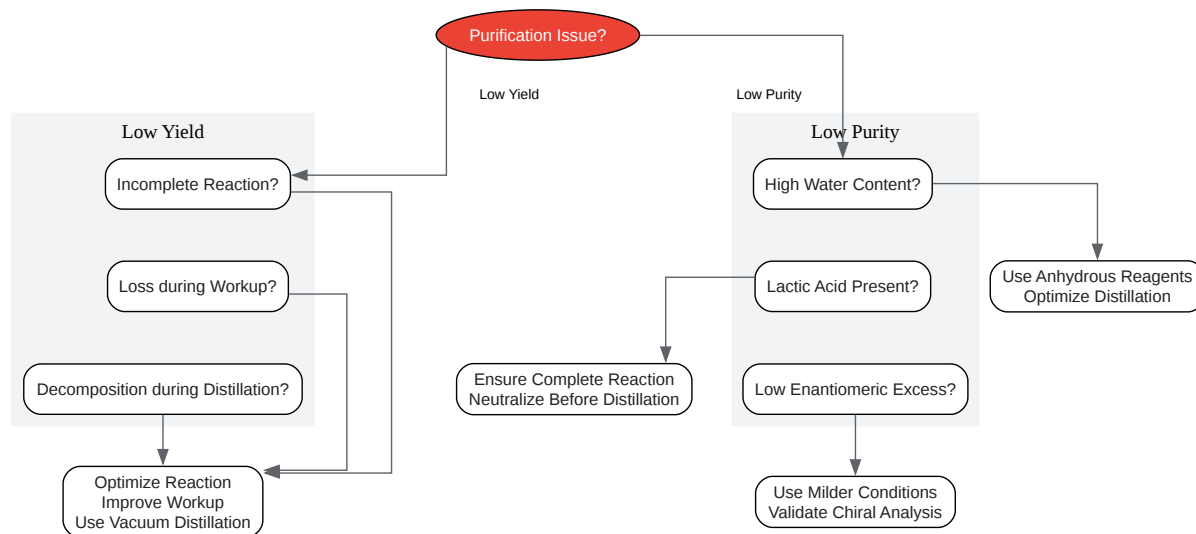 Purification Issue?
Low Yield
Low Purity
Low Yield
Low Purity
Incomplete Reaction?
High Water Content?
Loss during Workup?
Lactic Acid Present?
Use Anhydrous Reagents
Optimize Distillation
Decomposition during Distillation?
Ensure Complete Reaction
Neutralize Before Distillation
Low Enantiomeric Excess?
Optimize Reaction
Improve Workup
Use Vacuum Distillation
Use Milder Conditions
Validate Chiral Analysis